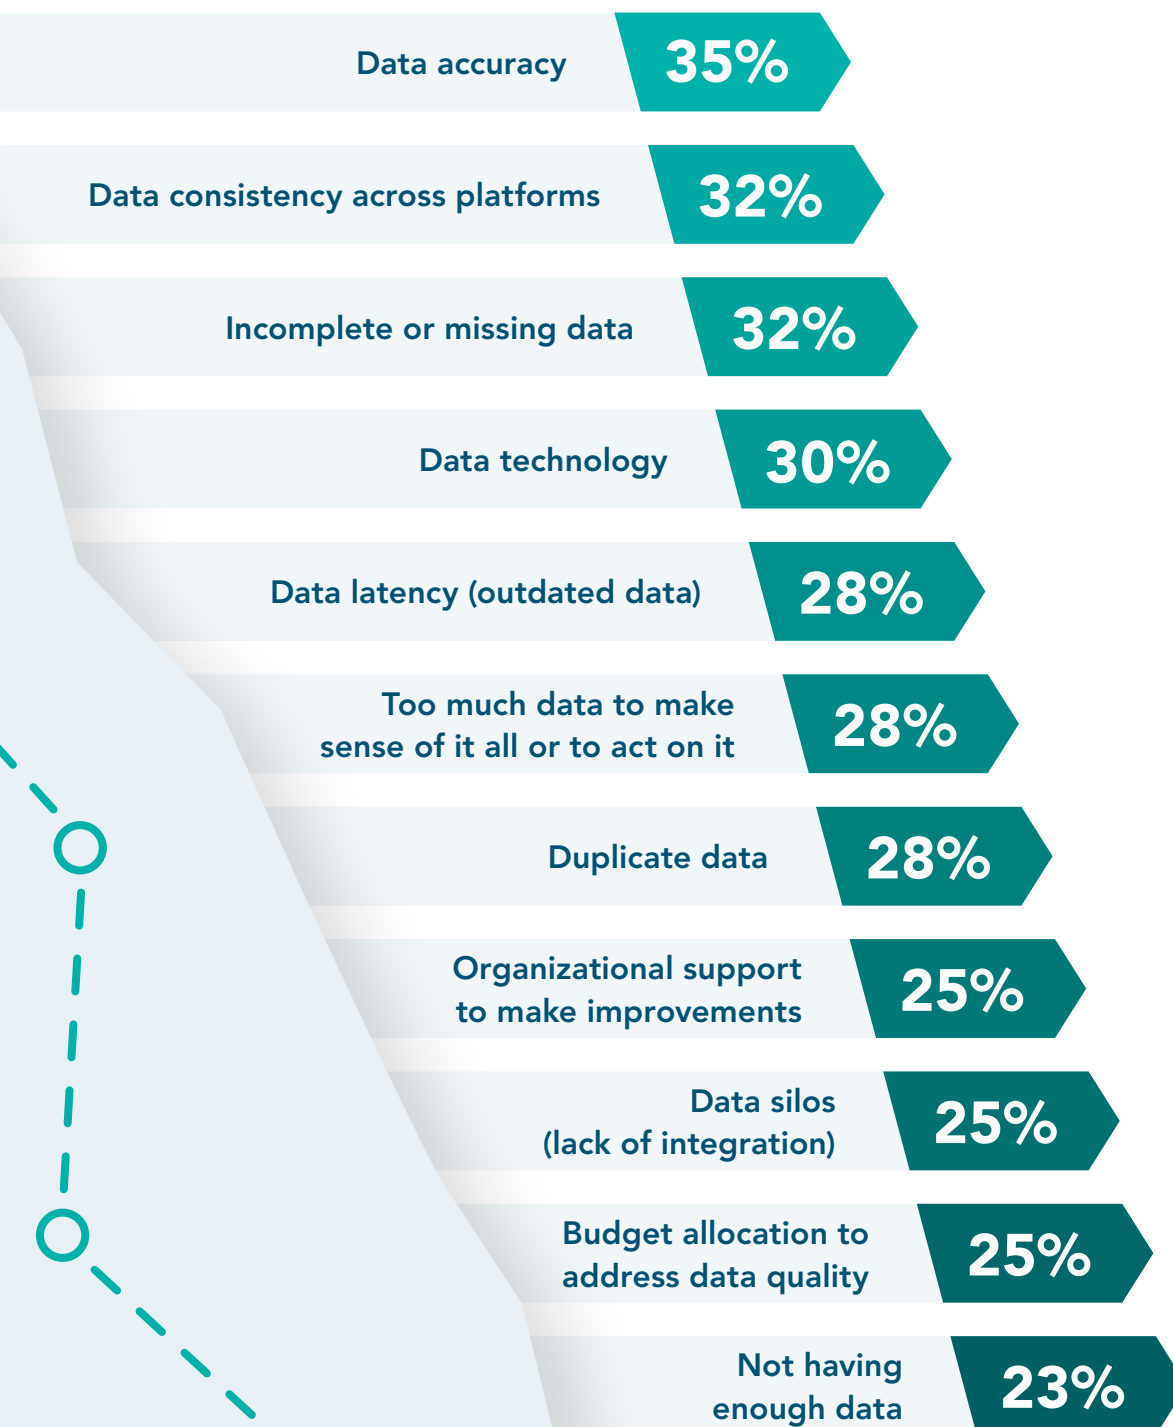 Data accuracy 35%
Data consistency across platforms 32%
Incomplete or missing data 32%
Data technology 30%
Data latency (outdated data) 28%
Too much data to make
sense of it all or to act on it 28%
Duplicate data 28%
Organizational support
to make improvements 25%
Data silos
(lack of integration) 25%
Budget allocation to
address data quality 25%
Not having
enough data 23%